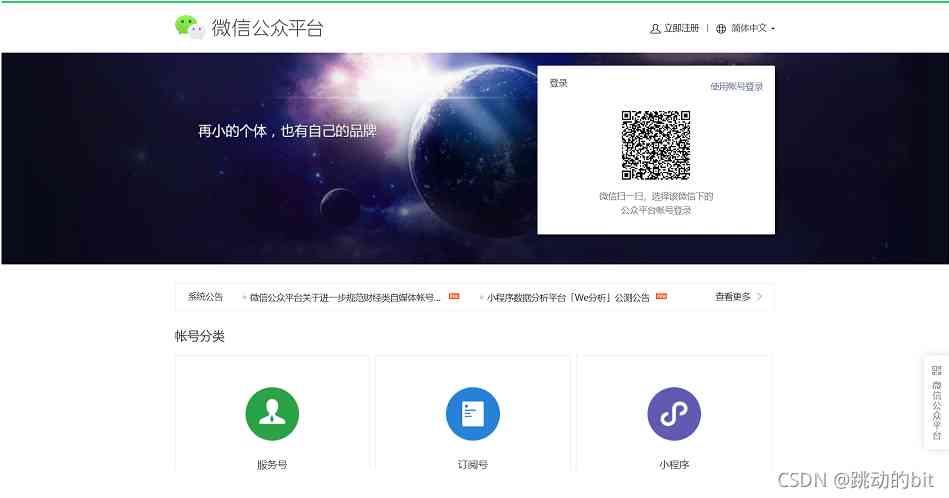 微信公众平台
立即注册 | 简体中文
登录
使用帐号登录
再小的个体，也有自己的品牌
微信扫一扫，选择该微信下的
公众平台帐号登录
系统公告
微信公众平台关于进一步规范财经类自媒体帐号...
小程序数据分析平台「We分析」公测公告
查看更多
帐号分类
服务号
订阅号
小程序
微信公众平台
CSDN @跳动的bit